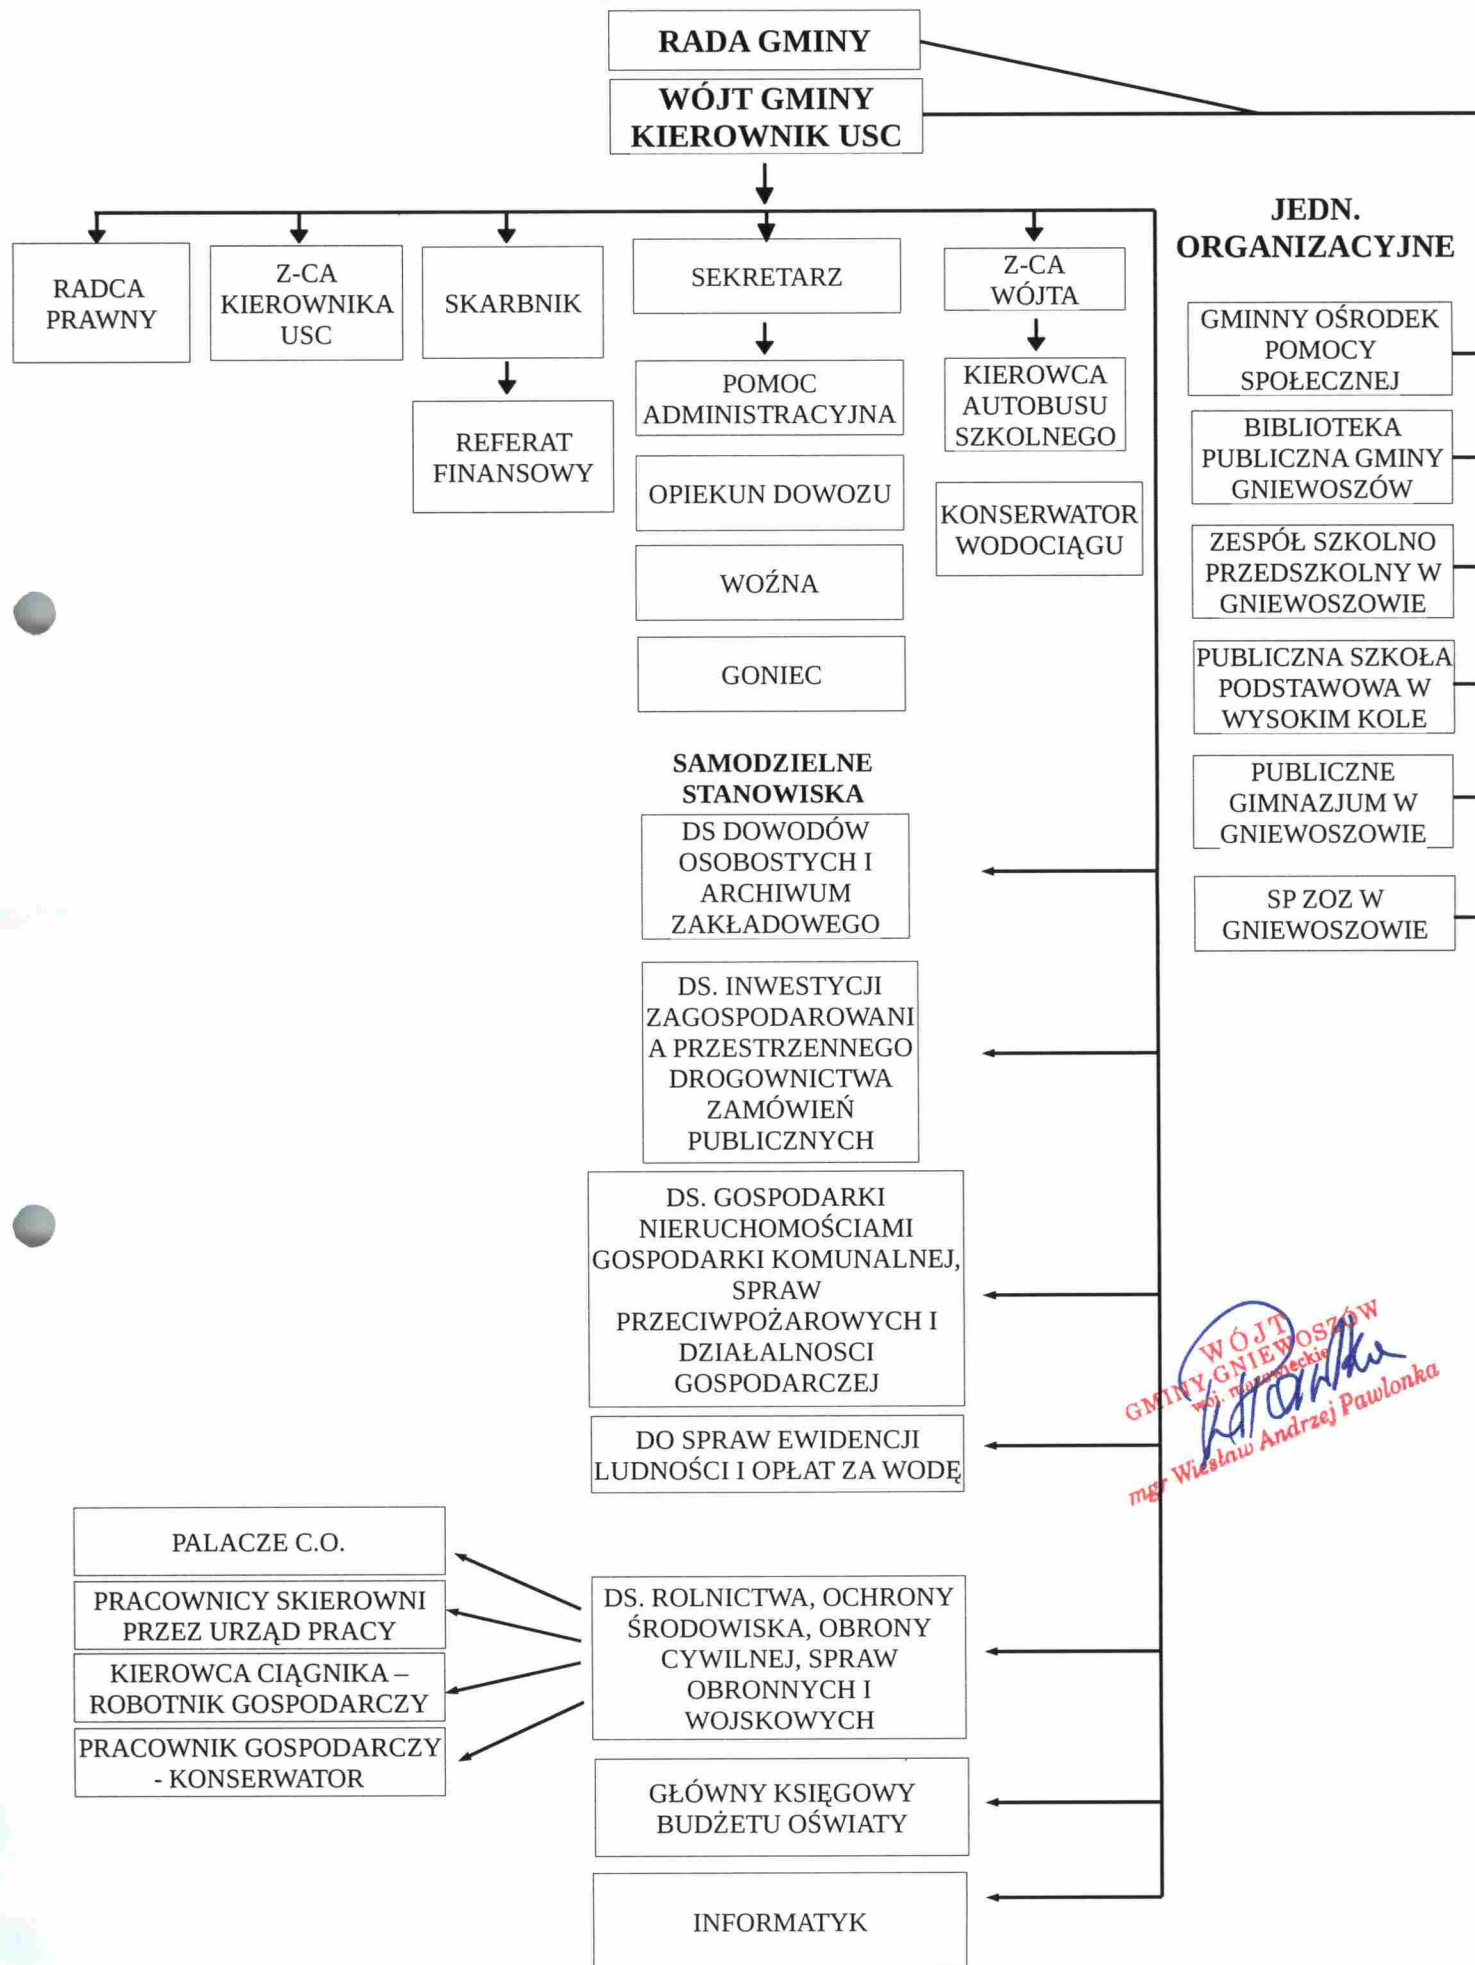 RADA GMINY
WÓJT GMINY
KIEROWNIK USC
RADCA
PRAWNY
Z-CA
KIEROWNIKA
USC
SKARBNIK
REFERAT
FINANSOWY
SEKRETARZ
POMOC
ADMINISTRACYJNA
OPIEKUN DOWOZU
WOŹNA
GONIEC
Z-CA
WÓJTA
KIEROWCA
AUTOBUSU
SZKOLNEGO
KONSERWATOR
WODOCIĄGU
JEDN.
ORGANIZACYJNE
GMINNY OŚRODEK
POMOCY
SPOŁECZNEJ
BIBLIOTEKA
PUBLICZNA GMINY
GNIEWOSZÓW
ZESPÓŁ SZKOLNO
PRZEDSZKOLNY W
GNIEWOSZOWIE
PUBLICZNA SZKOŁA
PODSTAWOWA W
WYSOKIM KOLE
PUBLICZNE
GIMNAZJUM W
GNIEWOSZOWIE
SP ZOZ W
GNIEWOSZOWIE
SAMODZIELNE
STANOWISKA
DS DOWODÓW
OSOBOSTYCH I
ARCHIWUM
ZAKŁADOWEGO
DS. INWESTYCJI
ZAGOSPODAROWANI
A PRZESTRZENNEGO
DROGOWNICTWA
ZAMÓWIEŃ
PUBLICZNYCH
DS. GOSPODARKI
NIERUCHOMOŚCIAMI
GOSPODARKI KOMUNALNEJ,
SPRAW
PRZECIWPOŻAROWYCH I
DZIAŁALNOSCI
GOSPODARCZEJ
DO SPRAW EWIDENCJI
LUDNOŚCI I OPŁAT ZA WODĘ
WÓJT
GMINY GNIEWOSZÓW
woj. mazowieckie
mgr Wiesław Andrzej Pawlonka
PALACZE C.O.
PRACOWNICY SKIEROWNI
PRZEZ URZĄD PRACY
KIEROWCA CIĄGNIKA –
ROBOTNIK GOSPODARCZY
PRACOWNIK GOSPODARCZY
- KONSERWATOR
DS. ROLNICTWA, OCHRONY
ŚRODOWISKA, OBRONY
CYWILNEJ, SPRAW
OBRONNYCH I
WOJSKOWYCH
GŁÓWNY KSIĘGOWY
BUDŻETU OŚWIATY
INFORMATYK